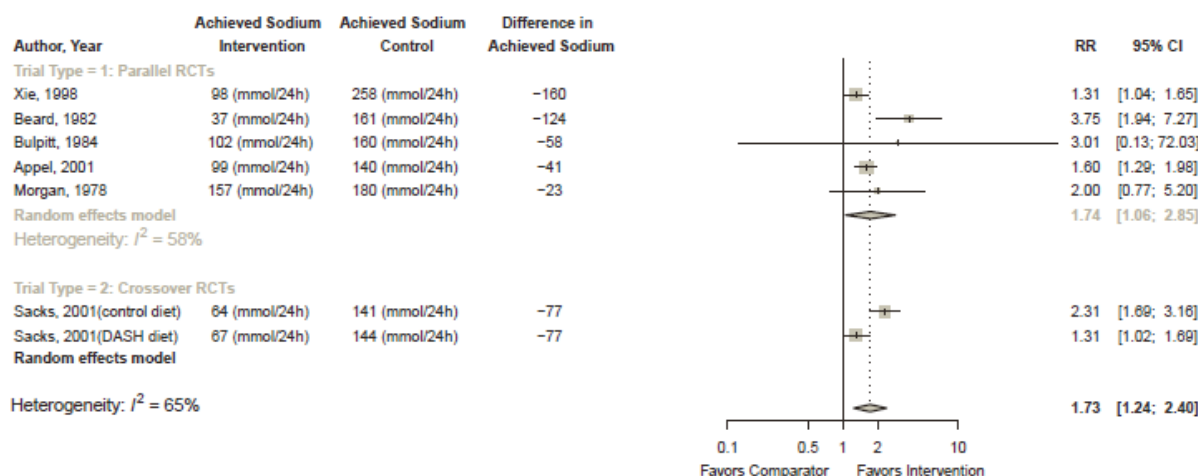 Achieved Sodium Achieved Sodium Difference in
Author, Year Intervention Control Achieved Sodium RR 95% CI
Trial Type = 1: Parallel RCTs
Xie, 1998 98 (mmol/24h) 258 (mmol/24h) −160 1.31 [1.04; 1.65]
Beard, 1982 37 (mmol/24h) 161 (mmol/24h) −124 3.75 [1.94; 7.27]
Bulpitt, 1984 102 (mmol/24h) 160 (mmol/24h) −58 3.01 [0.13; 72.03]
Appel, 2001 99 (mmol/24h) 140 (mmol/24h) −41 1.60 [1.29; 1.98]
Morgan, 1978 157 (mmol/24h) 180 (mmol/24h) −23 2.00 [0.77; 5.20]
Random effects model 1.74 [1.06; 2.85]
Heterogeneity: I² = 58%
Trial Type = 2: Crossover RCTs
Sacks, 2001(control diet) 64 (mmol/24h) 141 (mmol/24h) −77 2.31 [1.69; 3.16]
Sacks, 2001(DASH diet) 67 (mmol/24h) 144 (mmol/24h) −77 1.31 [1.02; 1.69]
Random effects model
Heterogeneity: I² = 65% 1.73 [1.24; 2.40]
0.1 0.5 1 2 10
Favors Comparator Favors Intervention